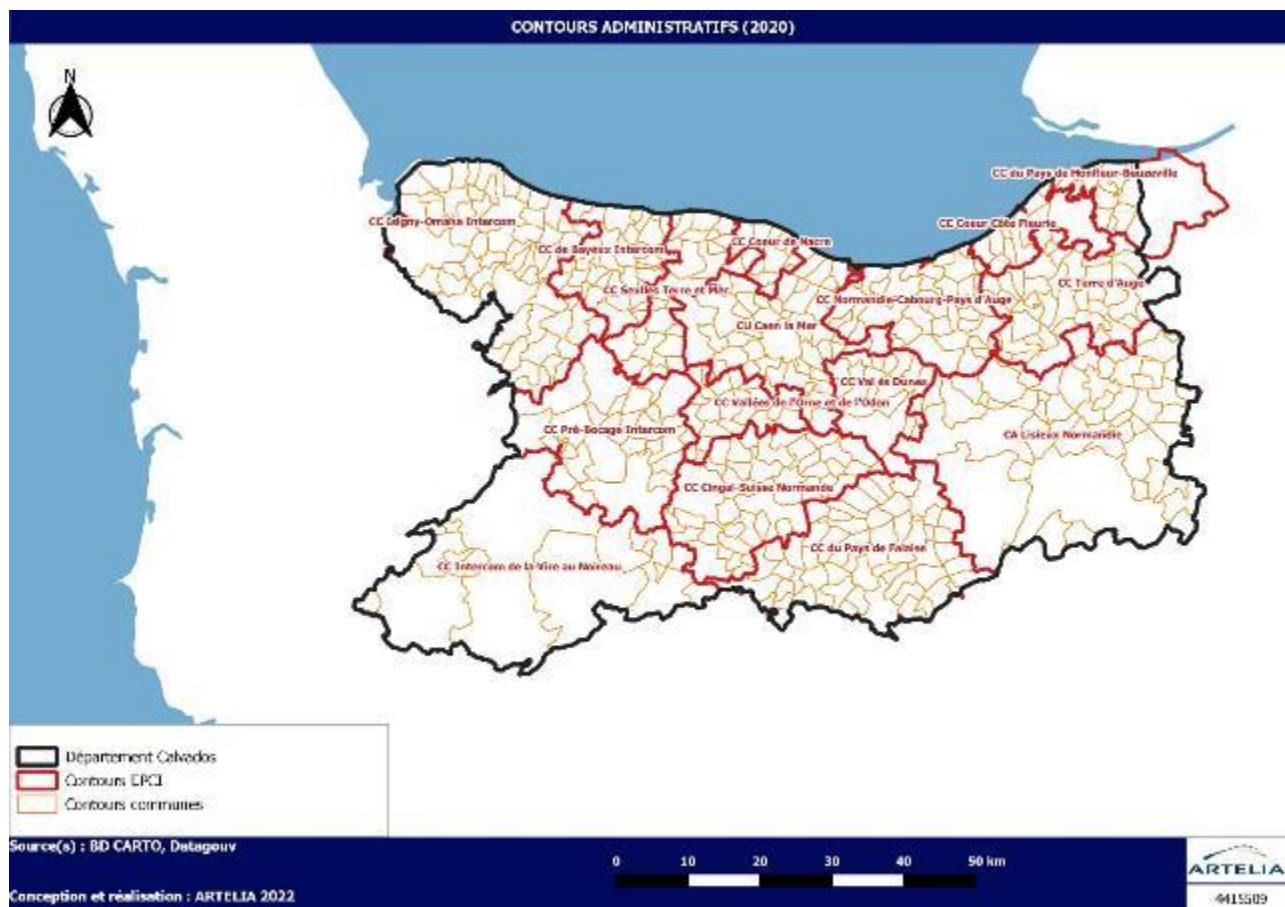 CONTOURS ADMINISTRATIFS (2020)
N
CC du Pays de Honfleur-Beuzeville
CC Isigny-Omaha Intercom
CC Coeur Côte Fleurie
CC de Bayeux Intercom
CC Coeur de Nacre
CC Seulles Terre et Mer
CC Terre d'Auge
CC Normandie-Cabourg-Pays d'Auge
CU Caen la Mer
CC Val ès Dunes
CC Vallées de l'Orne et de l'Odon
CC Pré-Bocage Intercom
CA Lisieux Normandie
CC Cingal-Suisse Normande
CC du Pays de Falaise
CC Intercom de la Vire au Noireau
Département Calvados
Contours EPCI
Contours communes
Source(s) : BD CARTO, Datagouv
0 10 20 30 40 50 km
ARTELIA
Conception et réalisation : ARTELIA 2022
4415509